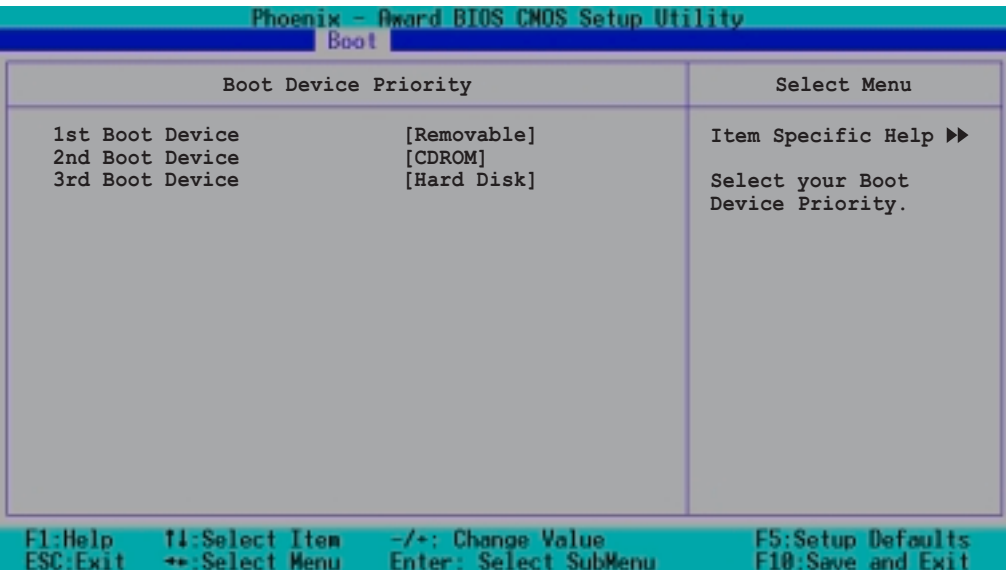 Phoenix - Award BIOS CMOS Setup Utility
Boot
Boot Device Priority
Select Menu
1st Boot Device [Removable]
2nd Boot Device [CDROM]
3rd Boot Device [Hard Disk]
Item Specific Help ▶▶
Select your Boot
Device Priority.
F1:Help ↑↓:Select Item -/+: Change Value F5:Setup Defaults
ESC:Exit ←→:Select Menu Enter: Select SubMenu F10:Save and Exit